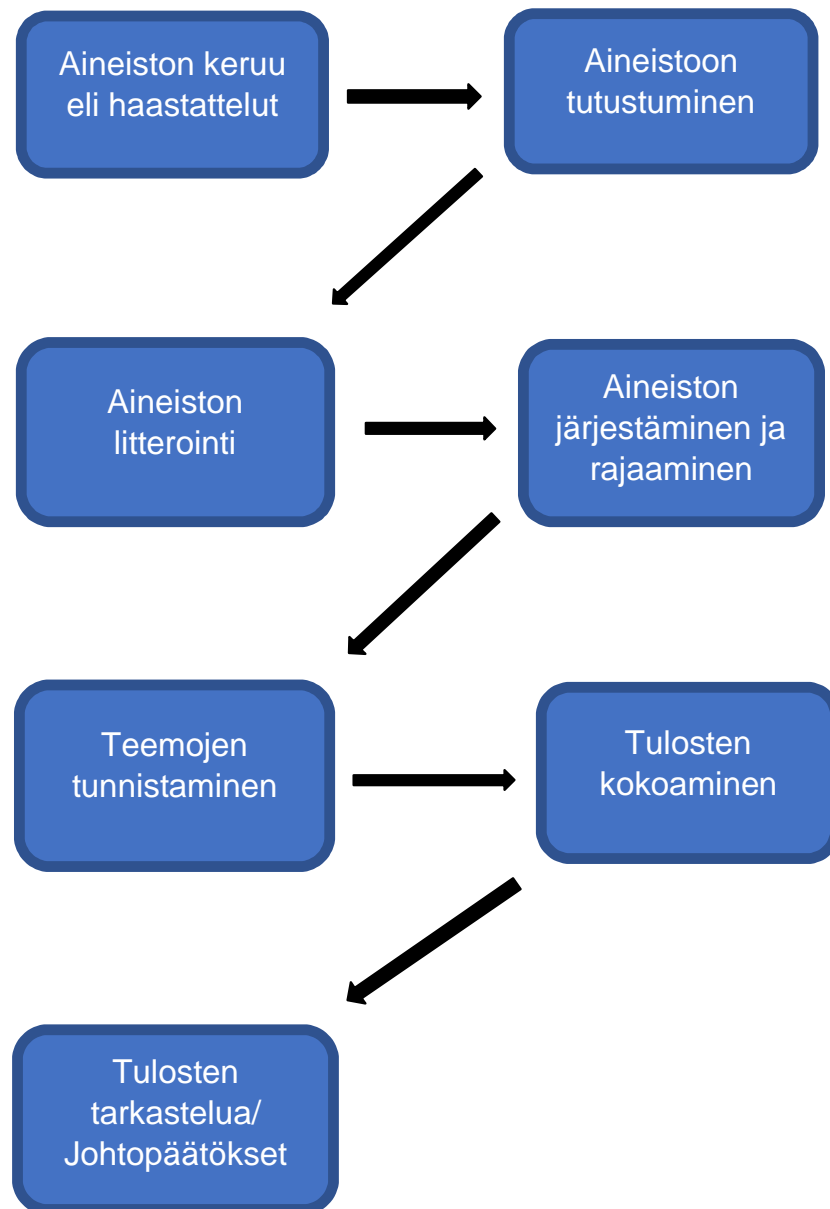 Aineiston keruu
eli haastattelut
Aineistoon
tutustuminen
Aineiston
litterointi
Aineiston
järjestäminen ja
rajaaminen
Teemojen
tunnistaminen
Tulosten
kokoaminen
Tulosten
tarkastelua/
Johtopäätökset